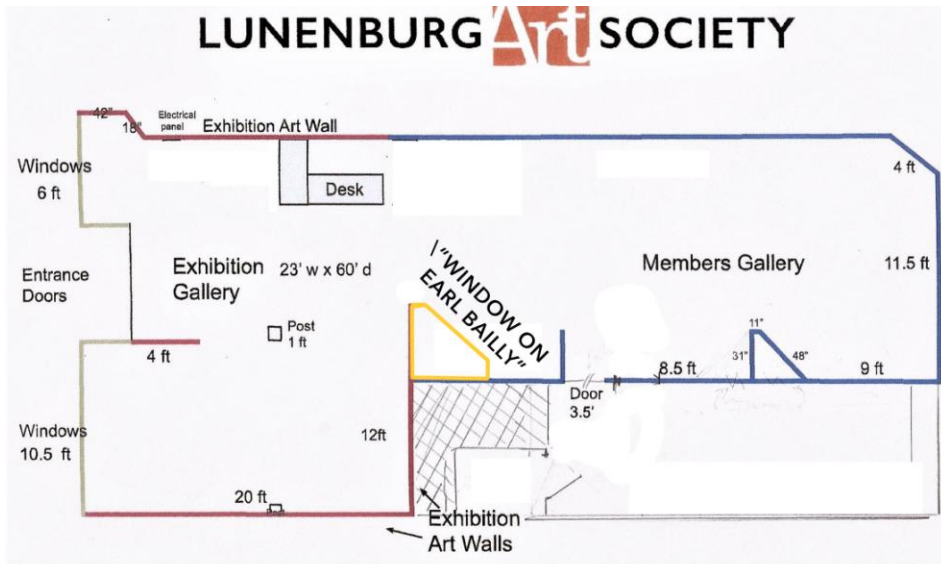 LUNENBURG Art SOCIETY
42"
18"
Electrical
panel
Exhibition Art Wall
Windows
6 ft
Desk
4 ft
Entrance
Doors
Exhibition
Gallery
23' w x 60' d
\ "WINDOW ON
EARL BAILLY"
Members Gallery
11.5 ft
Post
1 ft
4 ft
11"
31"
48"
8.5 ft
9 ft
Door
3.5'
Windows
10.5 ft
12ft
20 ft
Exhibition
Art Walls